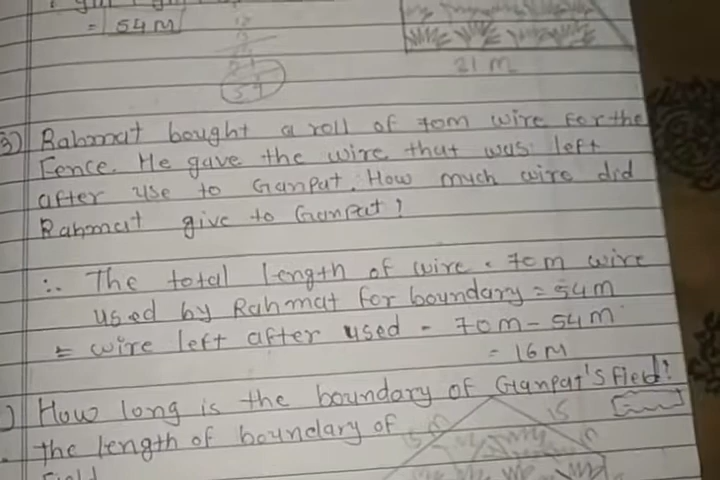 = 54 M
54
21 m
3) Rahmat bought a roll of 70m wire for the
Fence. He gave the wire that was left
after use to Ganpat. How much wire did
Rahmat give to Ganpat?
∴ The total length of wire = 70m wire
used by Rahmat for boundary = 54m
= wire left after used = 70m - 54m
= 16M
) How long is the boundary of Ganpat's field?
the length of boundary of
15
Field